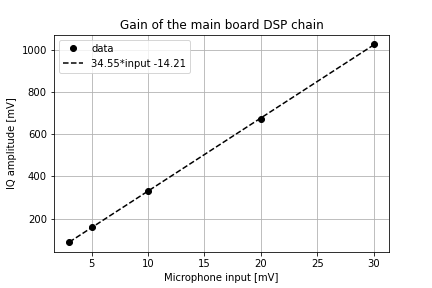 Gain of the main board DSP chain
data
34.55*input -14.21
IQ amplitude [mV]
1000
800
600
400
200
5
10
15
20
25
30
Microphone input [mV]